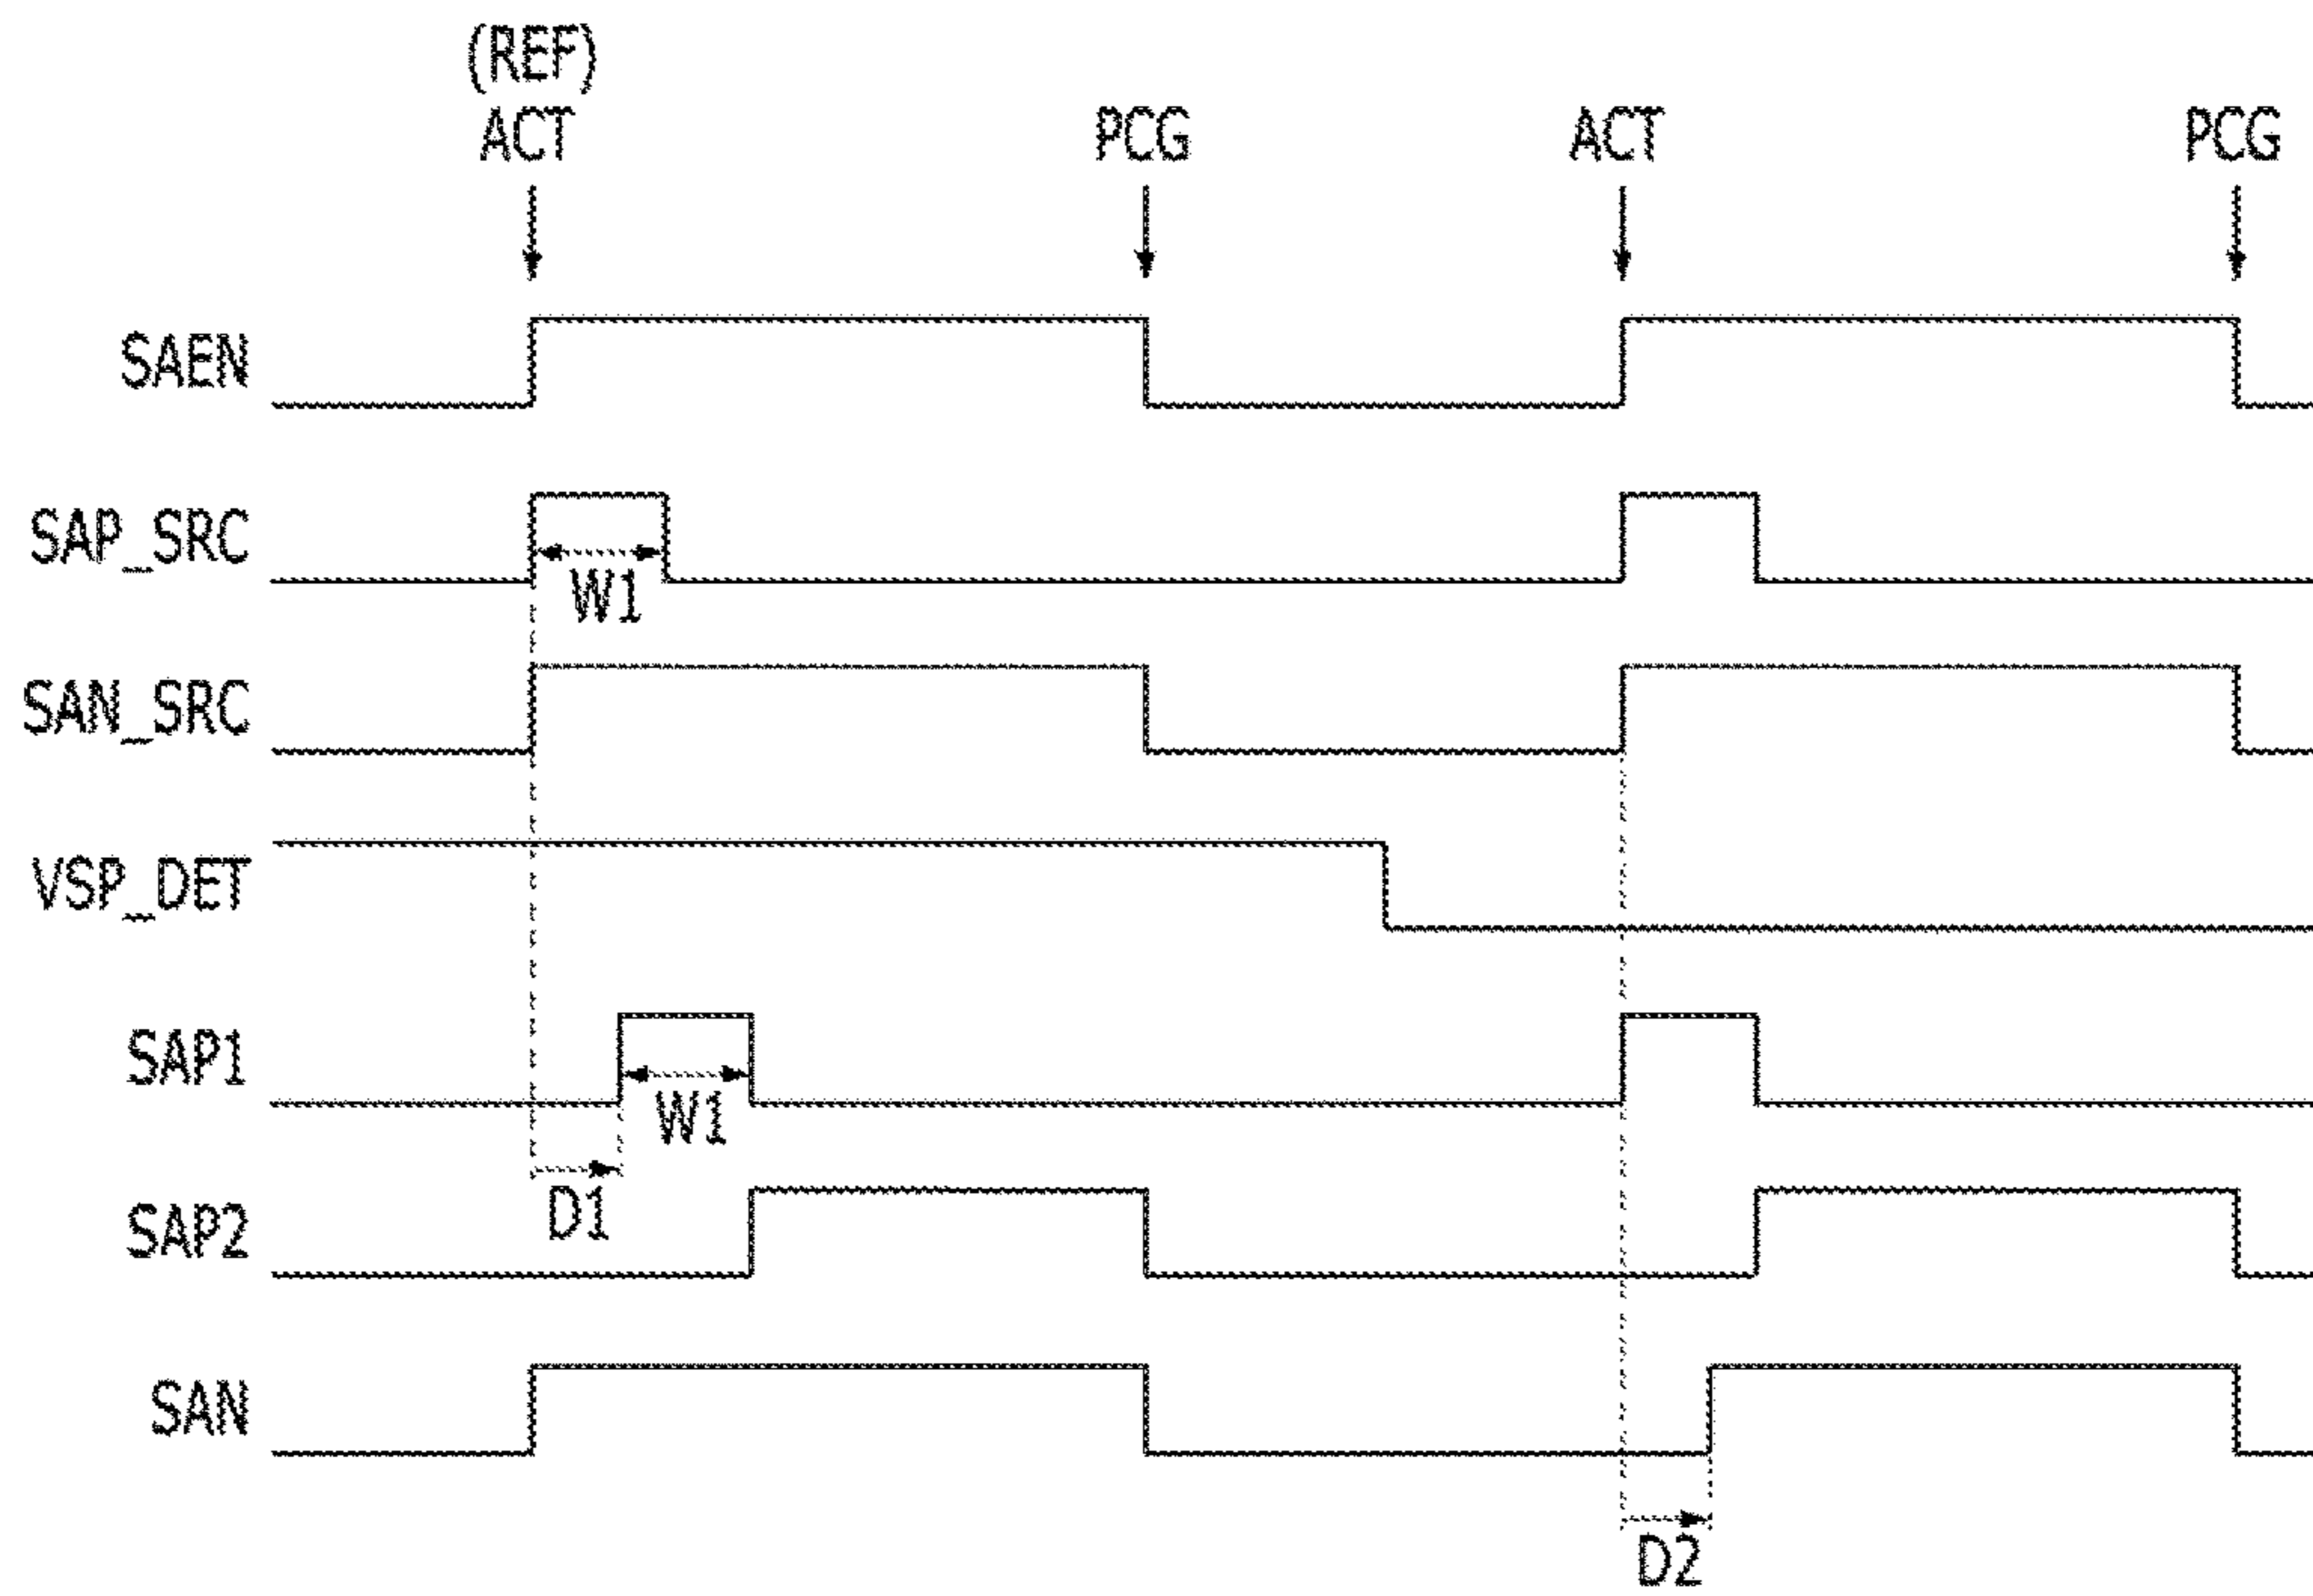 (REF)
ACT PCG ACT PCG
SAEN
SAP_SRC
W1
SAN_SRC
VSP_DET
SAP1
W1
D1
SAP2
SAN
D2